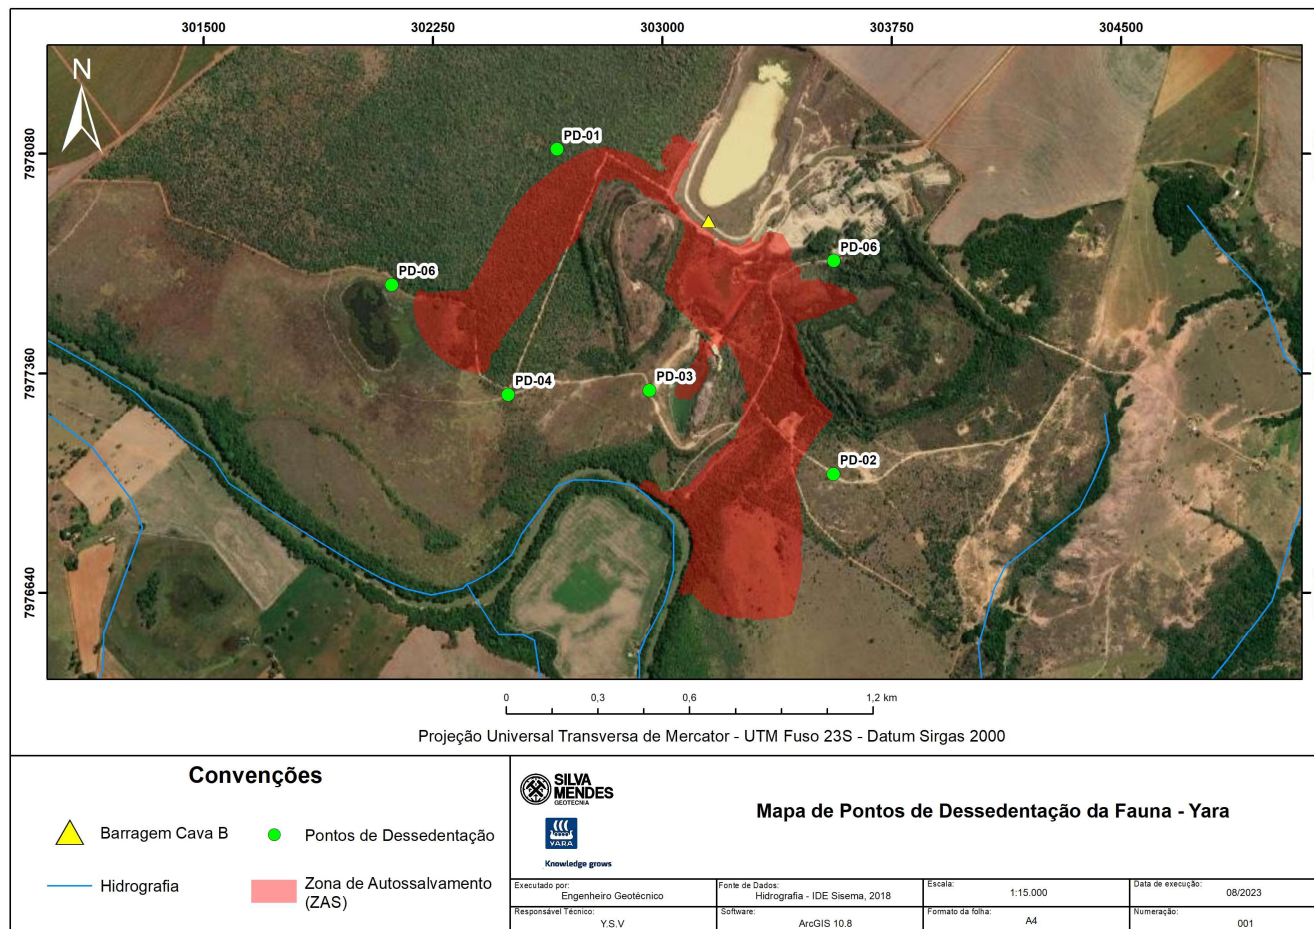 301500 302250 303000 303750 304500
N
7978080
7977360
7976640
PD-01
PD-06
PD-06
PD-04
PD-03
PD-02
0 0,3 0,6 1,2 km
Projeção Universal Transversa de Mercator - UTM Fuso 23S - Datum Sirgas 2000
Convenções
Barragem Cava B
Pontos de Dessedentação
Hidrografia
Zona de Autossalvamento
(ZAS)
SILVA
MENDES
GEOTECNIA
YARA
Knowledge grows
Mapa de Pontos de Dessedentação da Fauna - Yara
Executado por:
Engenheiro Geotécnico
Fonte de Dados:
Hidrografia - IDE Sisema, 2018
Escala:
1:15.000
Data de execução:
08/2023
Responsável Técnico:
Y.S.V
Software:
ArcGIS 10.8
Formato da folha:
A4
Numeração:
001